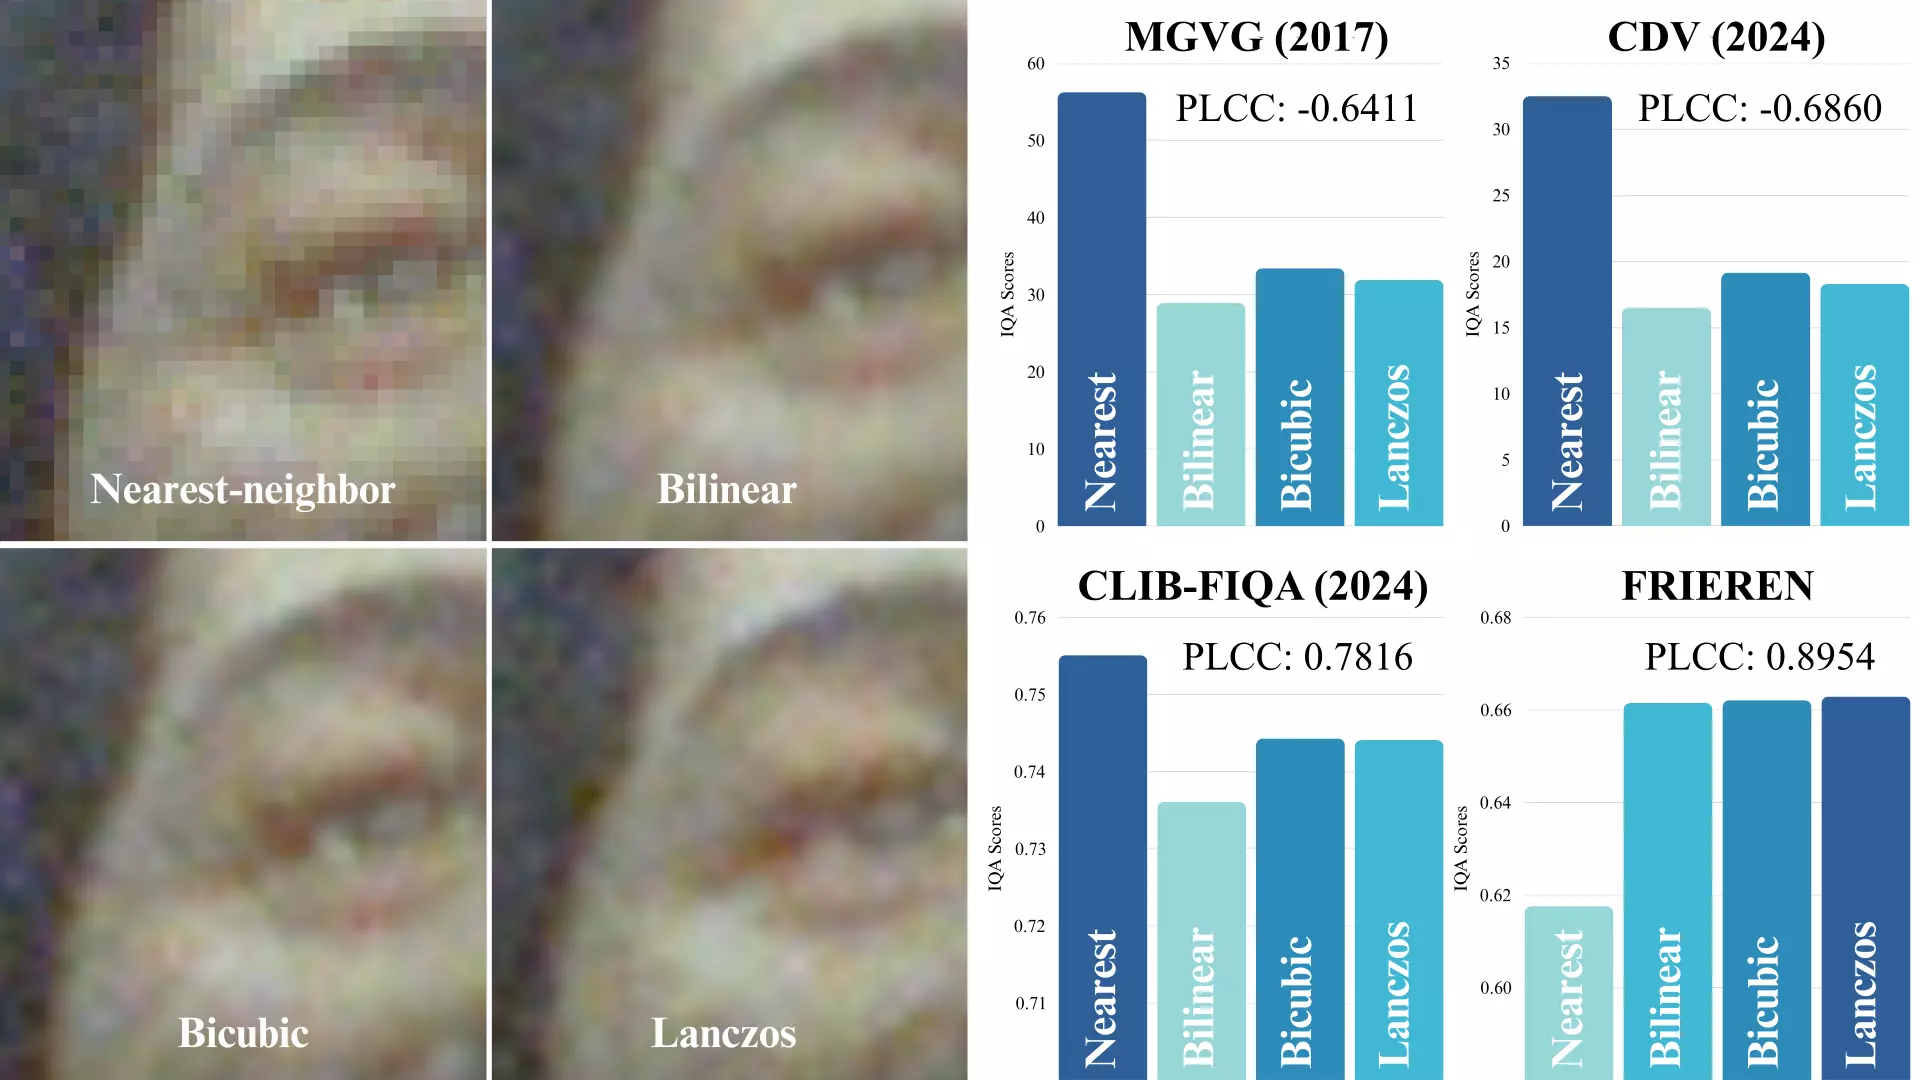 Nearest-neighbor
Bilinear
Bicubic
Lanczos
MGVG (2017)
PLCC: -0.6411
IQA Scores
60
50
40
30
20
10
0
Nearest
Bilinear
Bicubic
Lanczos
CDV (2024)
PLCC: -0.6860
IQA Scores
35
30
25
20
15
10
5
0
Nearest
Bilinear
Bicubic
Lanczos
CLIB-FIQA (2024)
PLCC: 0.7816
IQA Scores
0.76
0.75
0.74
0.73
0.72
0.71
Nearest
Bilinear
Bicubic
Lanczos
FRIEREN
PLCC: 0.8954
IQA Scores
0.68
0.66
0.64
0.62
0.60
Nearest
Bilinear
Bicubic
Lanczos